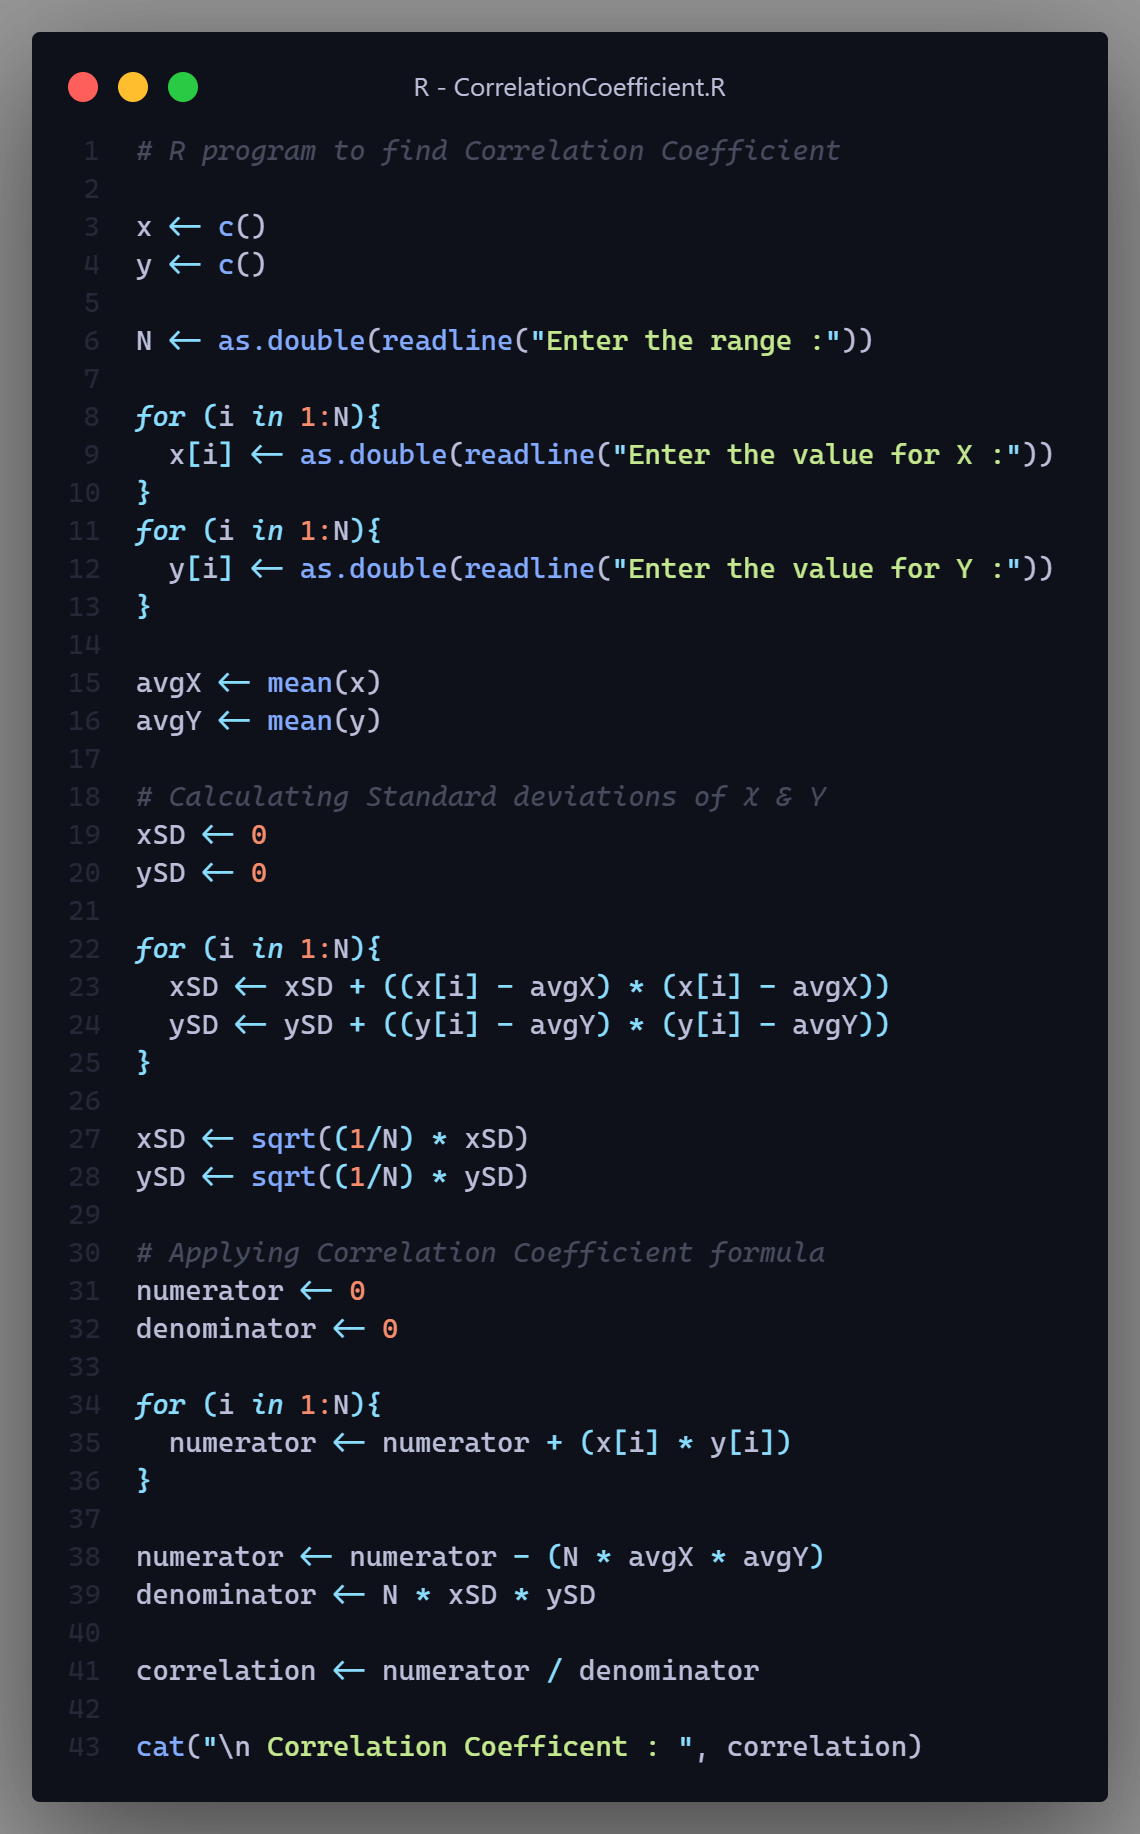 R - CorrelationCoefficient.R
1 # R program to find Correlation Coefficient
2
3 x <- c()
4 y <- c()
5
6 N <- as.double(readline("Enter the range :"))
7
8 for (i in 1:N){
9   x[i] <- as.double(readline("Enter the value for X :"))
10 }
11 for (i in 1:N){
12   y[i] <- as.double(readline("Enter the value for Y :"))
13 }
14
15 avgX <- mean(x)
16 avgY <- mean(y)
17
18 # Calculating Standard deviations of X & Y
19 xSD <- 0
20 ySD <- 0
21
22 for (i in 1:N){
23   xSD <- xSD + ((x[i] - avgX) * (x[i] - avgX))
24   ySD <- ySD + ((y[i] - avgY) * (y[i] - avgY))
25 }
26
27 xSD <- sqrt((1/N) * xSD)
28 ySD <- sqrt((1/N) * ySD)
29
30 # Applying Correlation Coefficient formula
31 numerator <- 0
32 denominator <- 0
33
34 for (i in 1:N){
35   numerator <- numerator + (x[i] * y[i])
36 }
37
38 numerator <- numerator - (N * avgX * avgY)
39 denominator <- N * xSD * ySD
40
41 correlation <- numerator / denominator
42
43 cat("\n Correlation Coefficent : ", correlation)